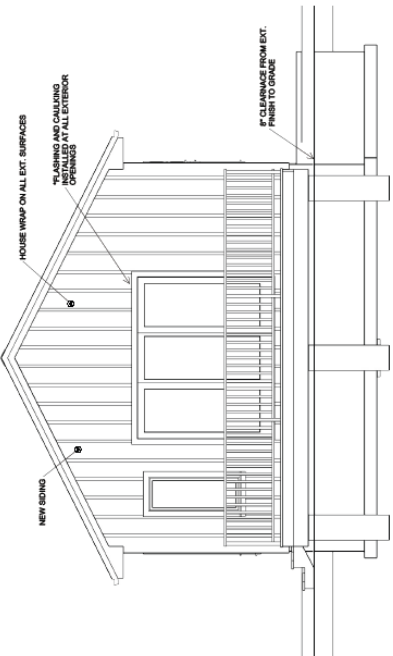 HOUSE WRAP ON ALL EXT. SURFACES
*FLASHING AND CAULKING
INSTALLED AT ALL EXTERIOR
OPENINGS
8" CLEARNACE FROM EXT.
FINISH TO GRADE
NEW SIDING